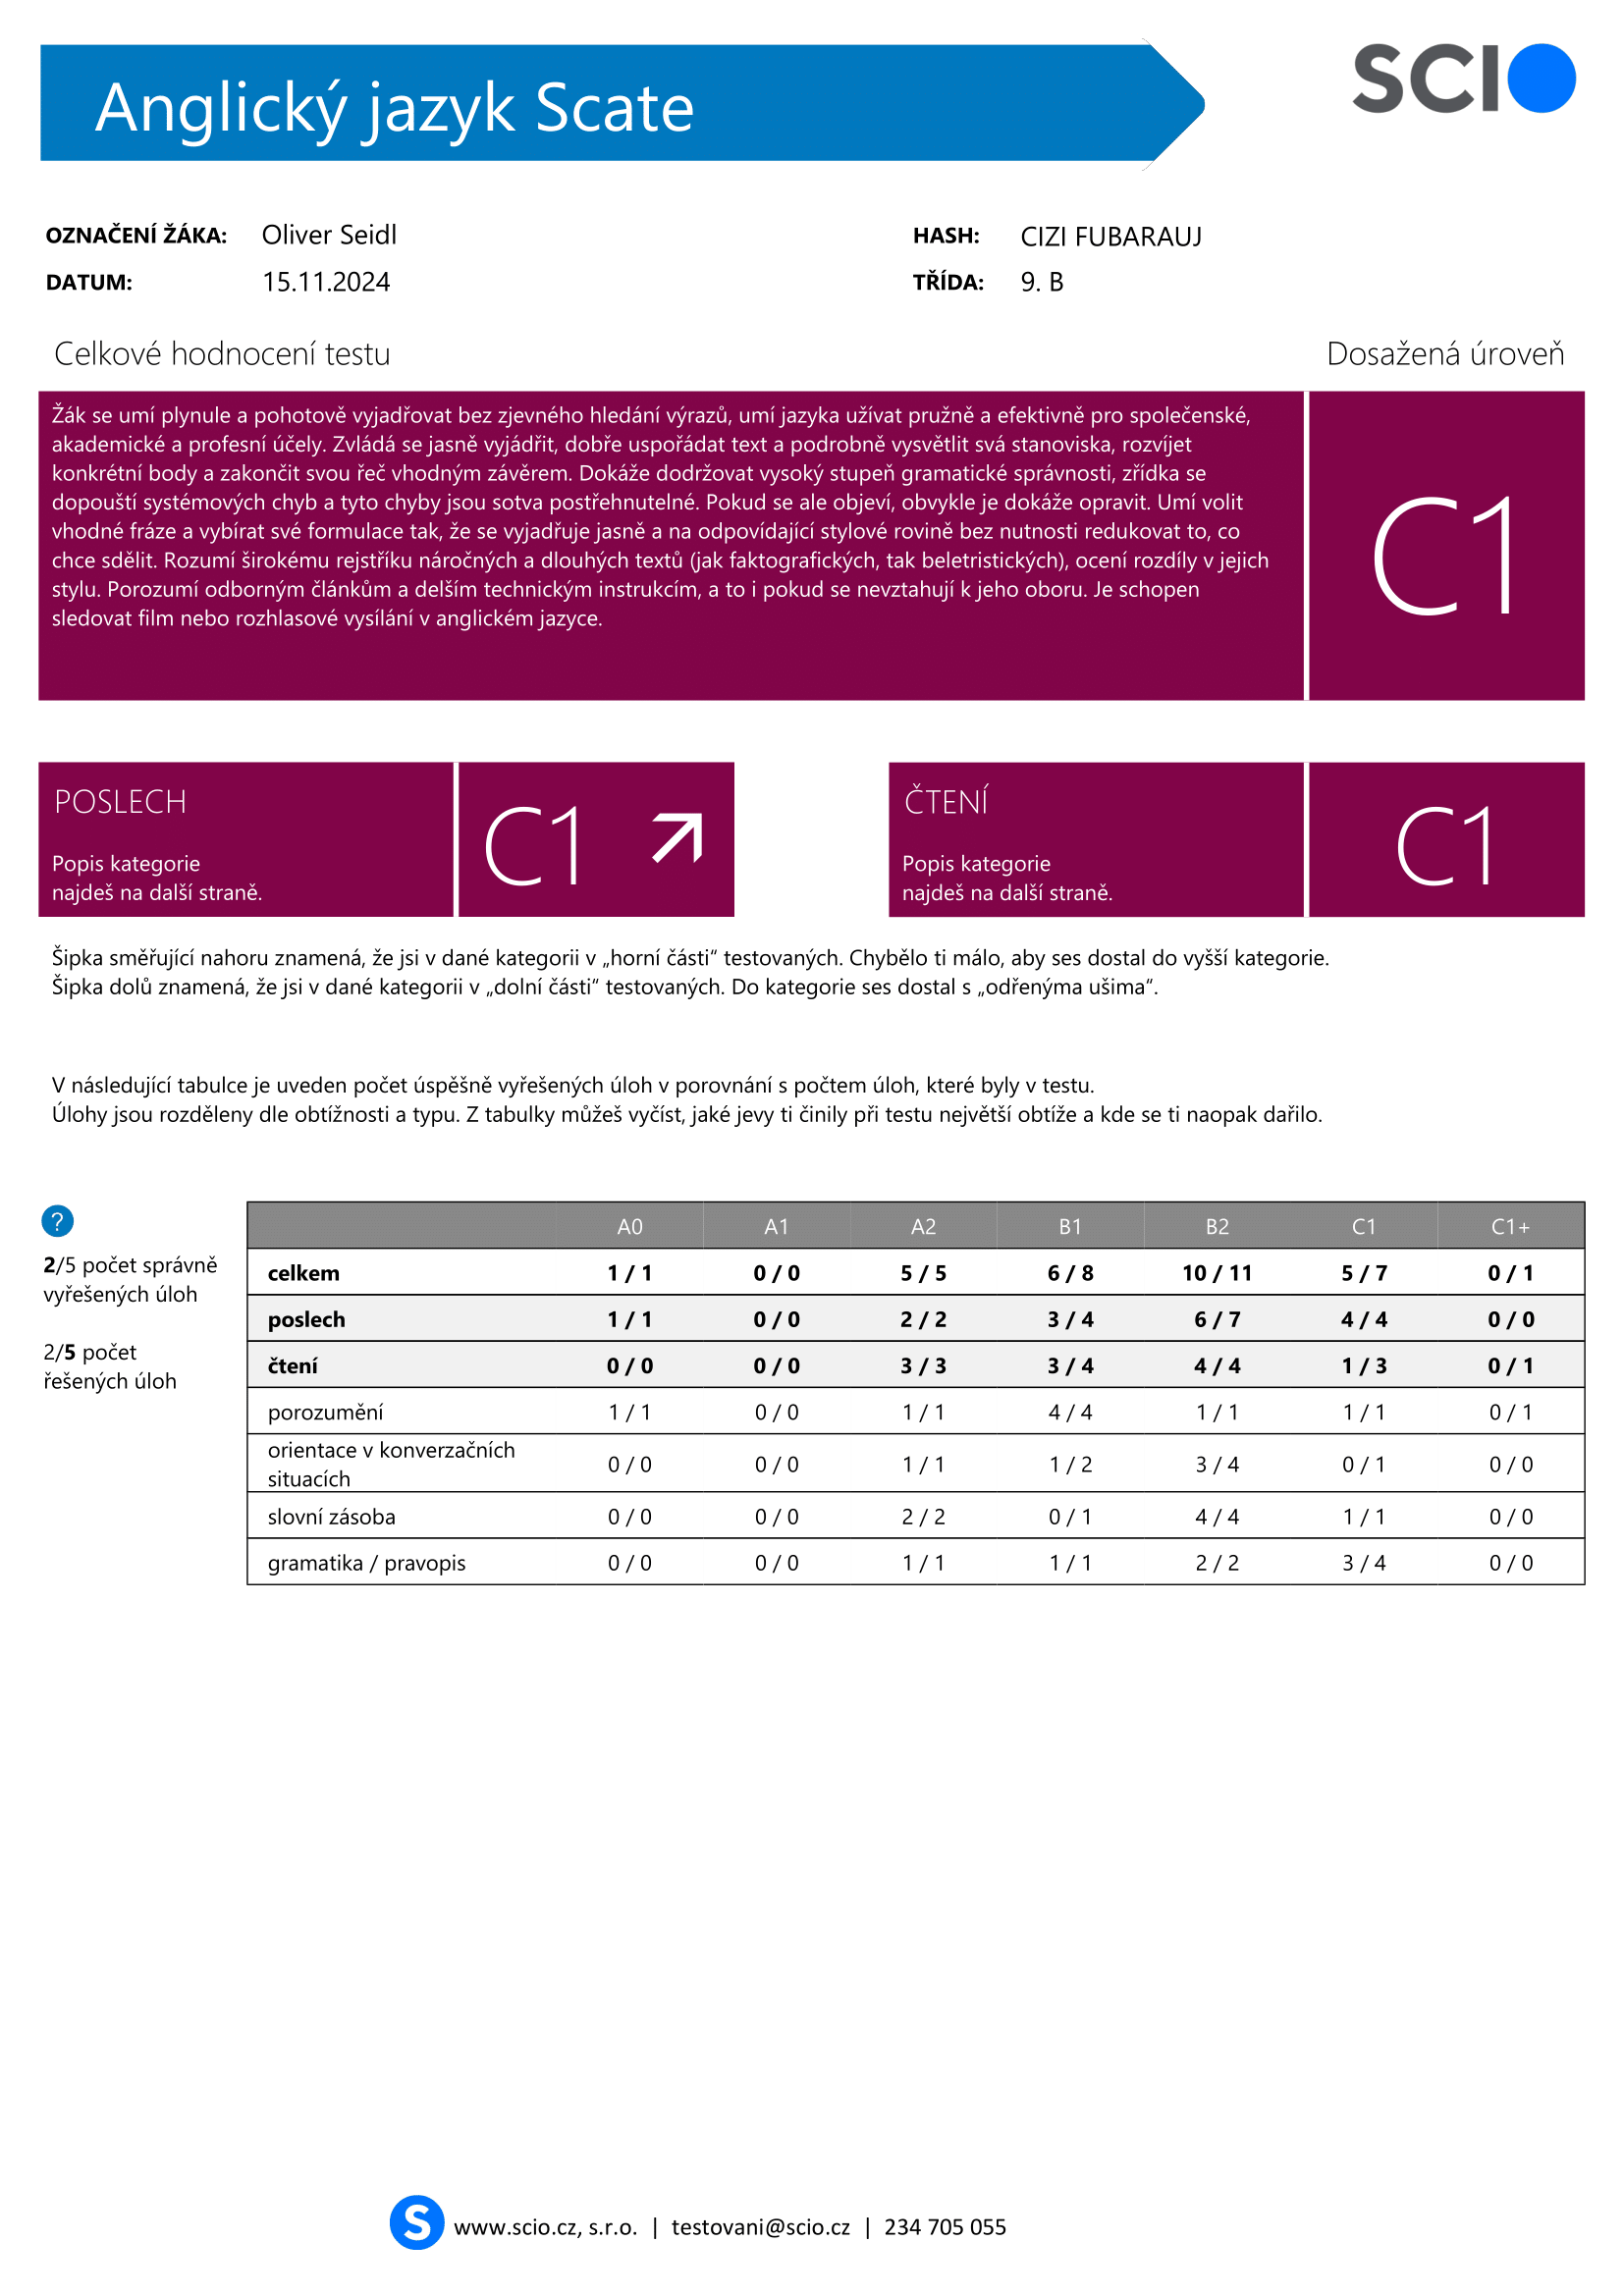 Anglický jazyk Scate
SCIO
OZNAČENÍ ŽÁKA: Oliver Seidl
HASH: CIZI FUBARAUJ
DATUM: 15.11.2024
TŘÍDA: 9. B
Celkové hodnocení testu
Dosažená úroveň
Žák se umí plynule a pohotově vyjadřovat bez zjevného hledání výrazů, umí jazyka užívat pružně a efektivně pro společenské,
akademické a profesní účely. Zvládá se jasně vyjádřit, dobře uspořádat text a podrobně vysvětlit svá stanoviska, rozvíjet
konkrétní body a zakončit svou řeč vhodným závěrem. Dokáže dodržovat vysoký stupeň gramatické správnosti, zřídka se
dopouští systémových chyb a tyto chyby jsou sotva postřehnutelné. Pokud se ale objeví, obvykle je dokáže opravit. Umí volit
vhodné fráze a vybírat své formulace tak, že se vyjadřuje jasně a na odpovídající stylové rovině bez nutnosti redukovat to, co
chce sdělit. Rozumí širokému rejstříku náročných a dlouhých textů (jak faktografických, tak beletristických), ocení rozdíly v jejich
stylu. Porozumí odborným článkům a delším technickým instrukcím, a to i pokud se nevztahují k jeho oboru. Je schopen
sledovat film nebo rozhlasové vysílání v anglickém jazyce.
C1
POSLECH
Popis kategorie
najdeš na další straně.
C1
ČTENÍ
Popis kategorie
najdeš na další straně.
C1
Šipka směřující nahoru znamená, že jsi v dané kategorii v „horní části“ testovaných. Chybělo ti málo, aby ses dostal do vyšší kategorie.
Šipka dolů znamená, že jsi v dané kategorii v „dolní části“ testovaných. Do kategorie ses dostal s „odřenýma ušima“.
V následující tabulce je uveden počet úspěšně vyřešených úloh v porovnání s počtem úloh, které byly v testu.
Úlohy jsou rozděleny dle obtížnosti a typu. Z tabulky můžeš vyčíst, jaké jevy ti činily při testu největší obtíže a kde se ti naopak dařilo.
?
2/5 počet správně
vyřešených úloh
2/5 počet
řešených úloh
A0 A1 A2 B1 B2 C1 C1+
celkem 1 / 1 0 / 0 5 / 5 6 / 8 10 / 11 5 / 7 0 / 1
poslech 1 / 1 0 / 0 2 / 2 3 / 4 6 / 7 4 / 4 0 / 0
čtení 0 / 0 0 / 0 3 / 3 3 / 4 4 / 4 1 / 3 0 / 1
porozumění 1 / 1 0 / 0 1 / 1 4 / 4 1 / 1 1 / 1 0 / 1
orientace v konverzačních
situacích 0 / 0 0 / 0 1 / 1 1 / 2 3 / 4 0 / 1 0 / 0
slovní zásoba 0 / 0 0 / 0 2 / 2 0 / 1 4 / 4 1 / 1 0 / 0
gramatika / pravopis 0 / 0 0 / 0 1 / 1 1 / 1 2 / 2 3 / 4 0 / 0
S www.scio.cz, s.r.o. | testovani@scio.cz | 234 705 055